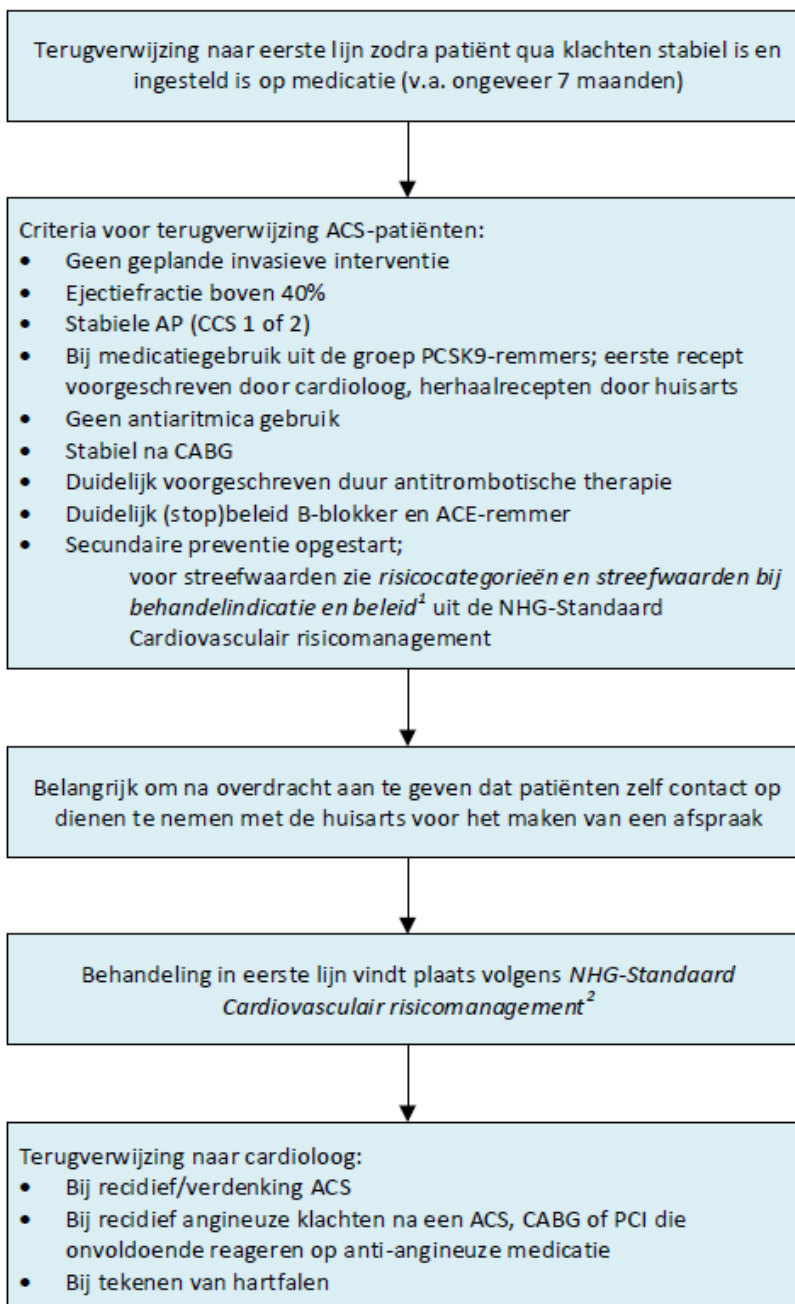 Terugverwijzing naar eerste lijn zodra patiënt qua klachten stabiel is en
ingesteld is op medicatie (v.a. ongeveer 7 maanden)
Criteria voor terugverwijzing ACS-patiënten:
• Geen geplande invasieve interventie
• Ejectiefractie boven 40%
• Stabiele AP (CCS 1 of 2)
• Bij medicatiegebruik uit de groep PCSK9-remmers; eerste recept
voorgeschreven door cardioloog, herhaalrecepten door huisarts
• Geen antiaritmica gebruik
• Stabiel na CABG
• Duidelijk voorgeschreven duur antitrombotische therapie
• Duidelijk (stop)beleid B-blokker en ACE-remmer
• Secundaire preventie opgestart;
voor streefwaarden zie risicocategorieën en streefwaarden bij
behandelindicatie en beleid¹ uit de NHG-Standaard
Cardiovasculair risicomanagement
Belangrijk om na overdracht aan te geven dat patiënten zelf contact op
dienen te nemen met de huisarts voor het maken van een afspraak
Behandeling in eerste lijn vindt plaats volgens NHG-Standaard
Cardiovasculair risicomanagement²
Terugverwijzing naar cardioloog:
• Bij recidief/verdenking ACS
• Bij recidief angineuze klachten na een ACS, CABG of PCI die
onvoldoende reageren op anti-angineuze medicatie
• Bij tekenen van hartfalen